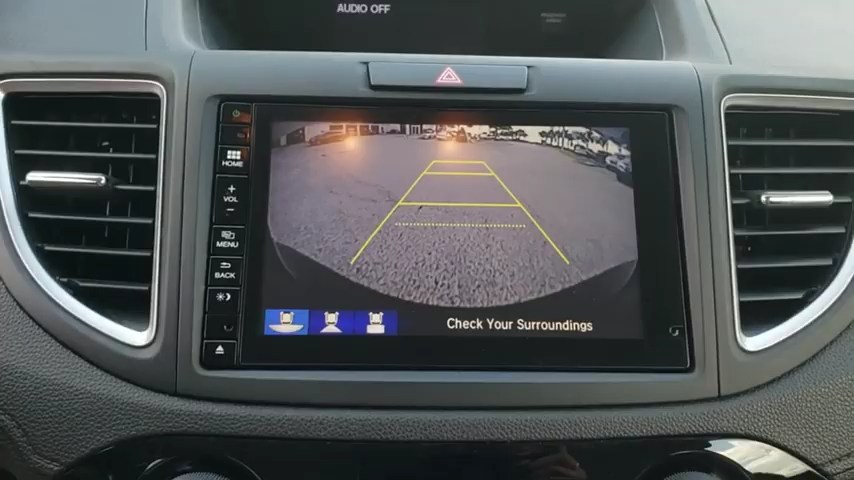 AUDIO OFF
HOME
+
VOL
−
MENU
BACK
Check Your Surroundings